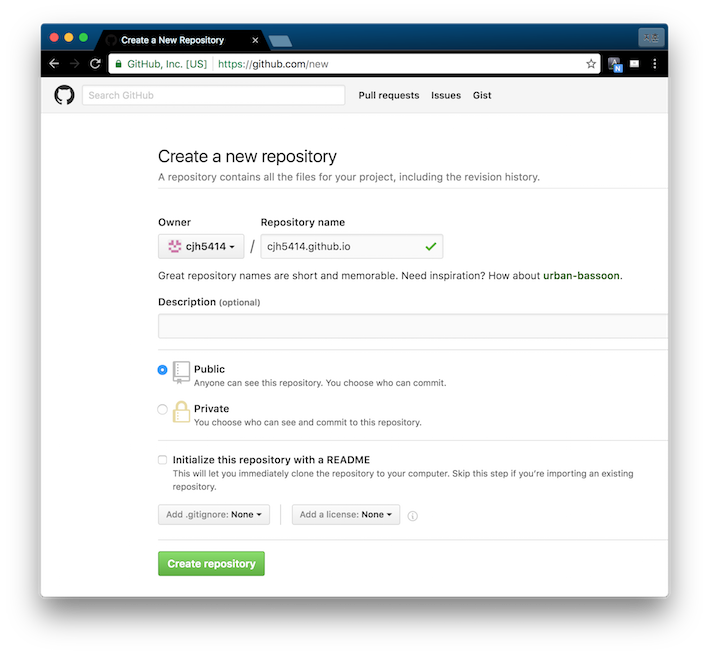 Create a New Repository
GitHub, Inc. [US] https://github.com/new
Search GitHub Pull requests Issues Gist
Create a new repository
A repository contains all the files for your project, including the revision history.
Owner Repository name
cjh5414 / cjh5414.github.io
Great repository names are short and memorable. Need inspiration? How about urban-bassoon.
Description (optional)
Public
Anyone can see this repository. You choose who can commit.
Private
You choose who can see and commit to this repository.
Initialize this repository with a README
This will let you immediately clone the repository to your computer. Skip this step if you're importing an existing
repository.
Add .gitignore: None Add a license: None
Create repository